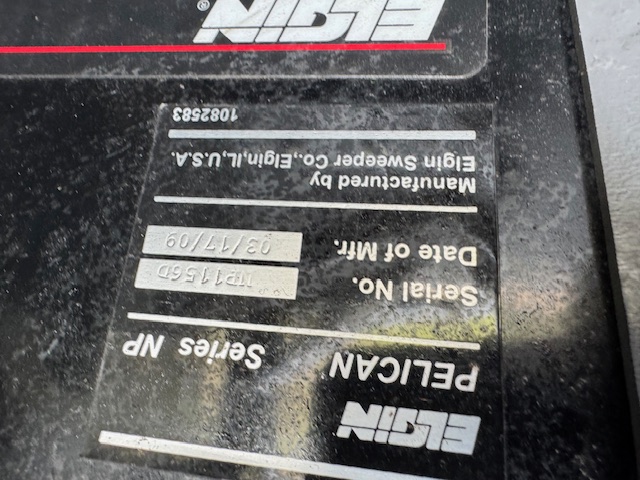 ELGIN
PELICAN Series NP
Serial No.
Date of Mfr. 03/17/09
Manufactured by
Elgin Sweeper Co.,Elgin,IL,U.S.A.
1082583
ELGIN®